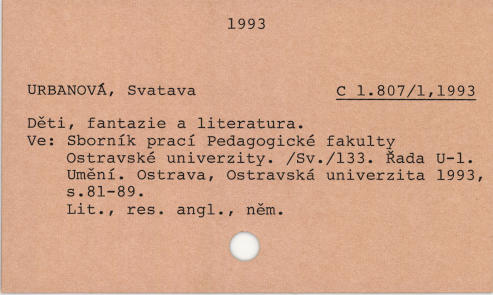 1993
URBANOVÁ, Svatava C 1.807/1,1993
Děti, fantazie a literatura.
Ve: Sborník prací Pedagogické fakulty
Ostravské univerzity. /Sv./133. Řada U-1.
Umění. Ostrava, Ostravská univerzita 1993,
s.81-89.
Lit., res. angl., něm.